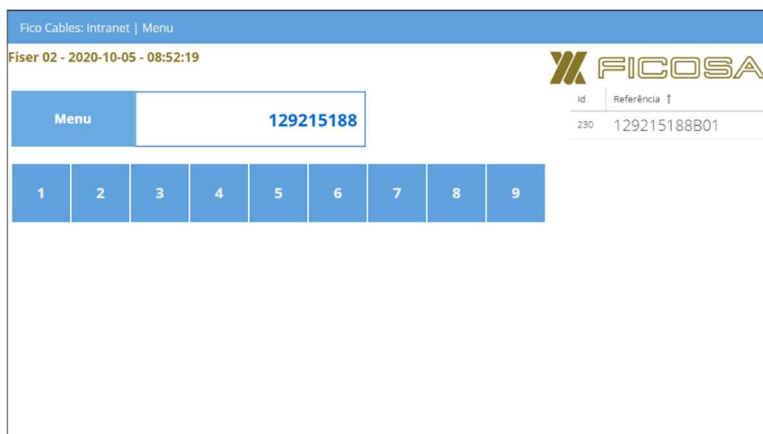 Fico Cables: Intranet | Menu
Fiser 02 - 2020-10-05 - 08:52:19
FICOSA
Menu
129215188
Id Referência ↑
230 129215188B01
1 2 3 4 5 6 7 8 9